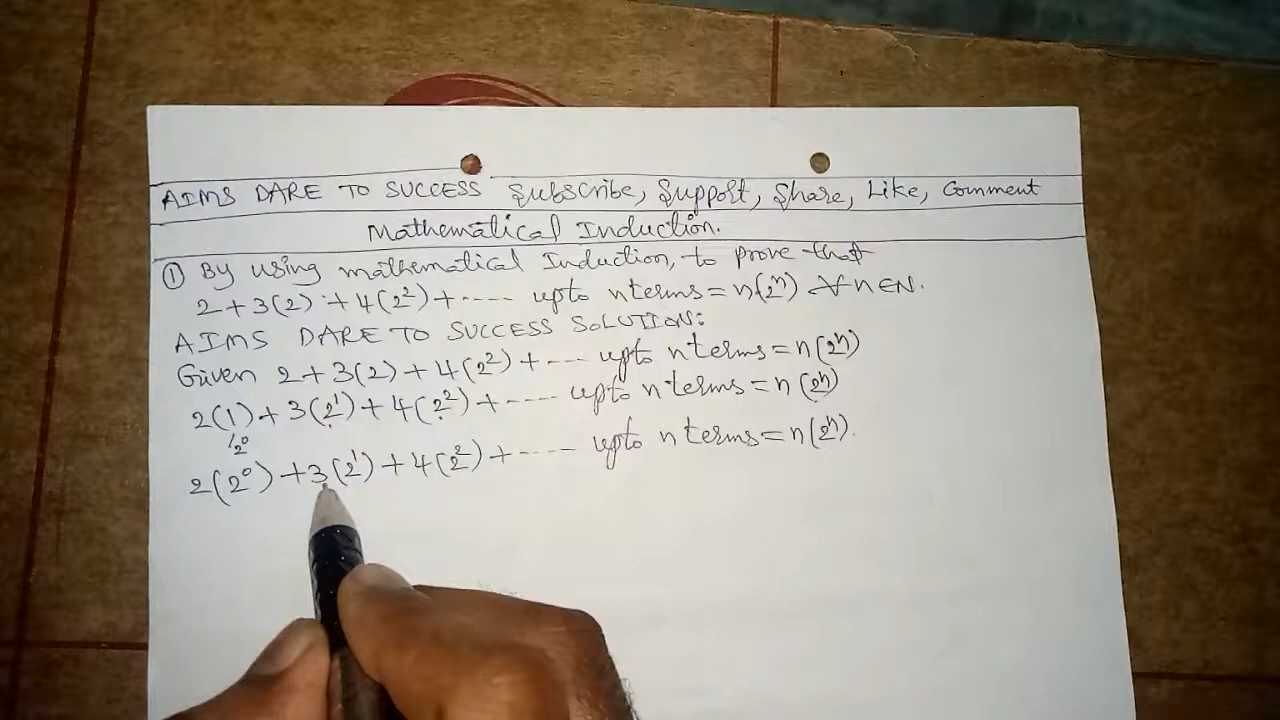 AIMS DARE TO SUCCESS Subscribe, Support, Share, Like, Comment
Mathematical Induction.
① By using mathematical Induction, to prove that
2+3(2)+4(2²)+---- upto n terms = n(2ⁿ) ∀ n∈N.
AIMS DARE TO SUCCESS SOLUTION:
Given 2+3(2)+4(2²)+---- upto n terms = n(2ⁿ)
2(1)+3(2¹)+4(2²)+---- upto n terms = n(2ⁿ)
2⁰
2(2⁰)+3(2¹)+4(2²)+---- upto n terms = n(2ⁿ).